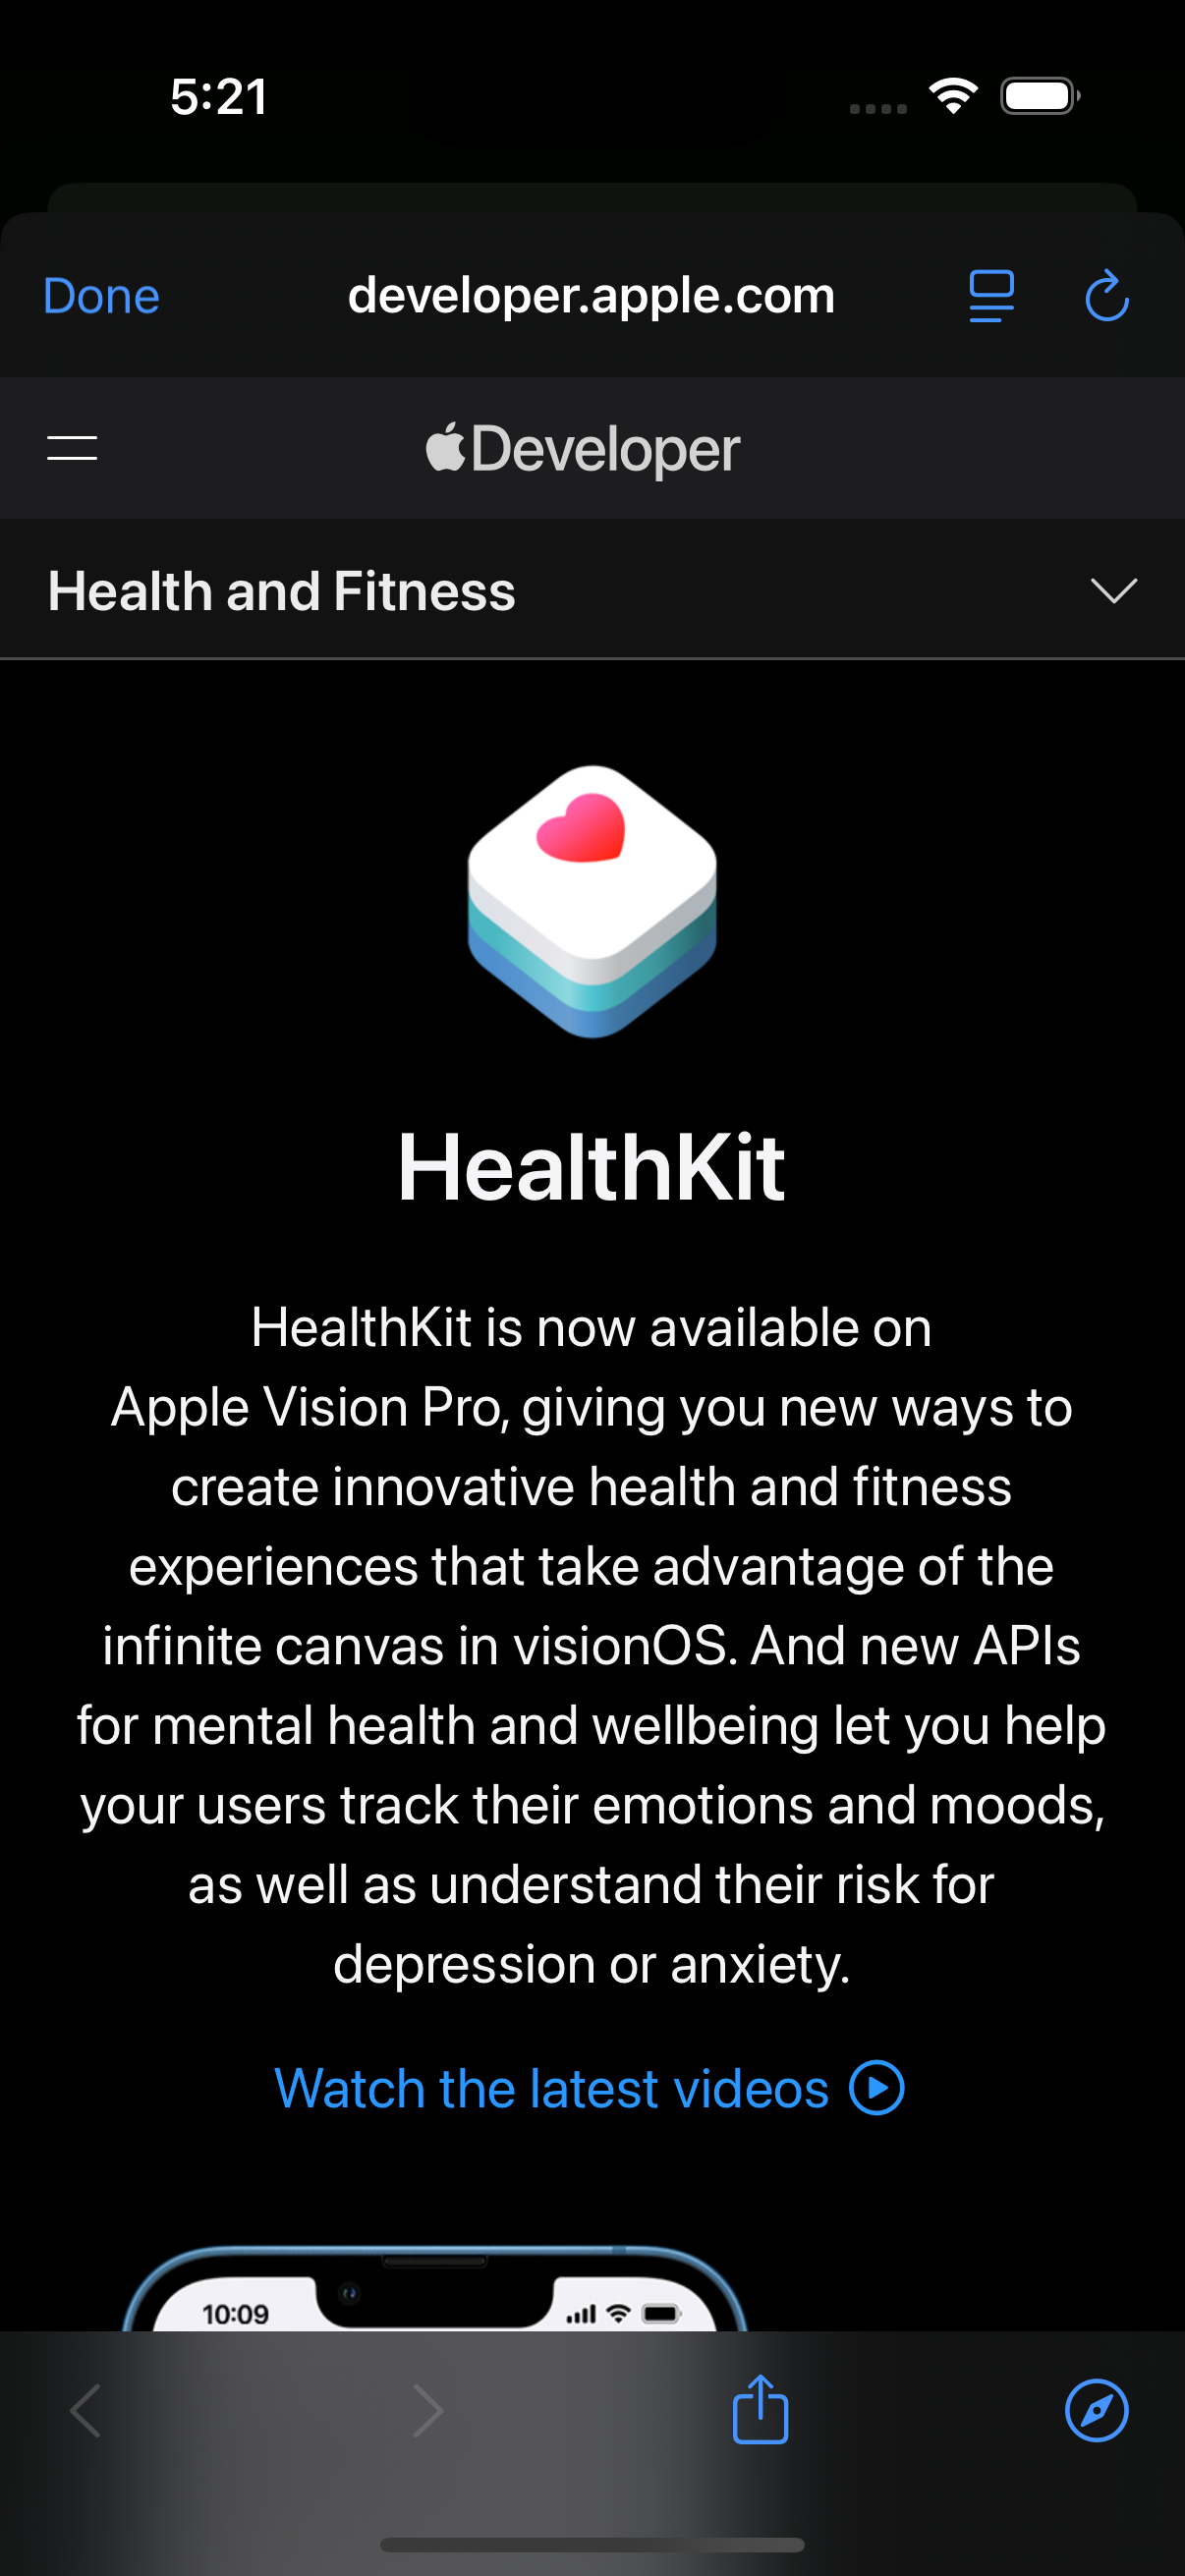 5:21
Done
developer.apple.com
Developer
Health and Fitness
HealthKit
HealthKit is now available on
Apple Vision Pro, giving you new ways to
create innovative health and fitness
experiences that take advantage of the
infinite canvas in visionOS. And new APIs
for mental health and wellbeing let you help
your users track their emotions and moods,
as well as understand their risk for
depression or anxiety.
Watch the latest videos
10:09